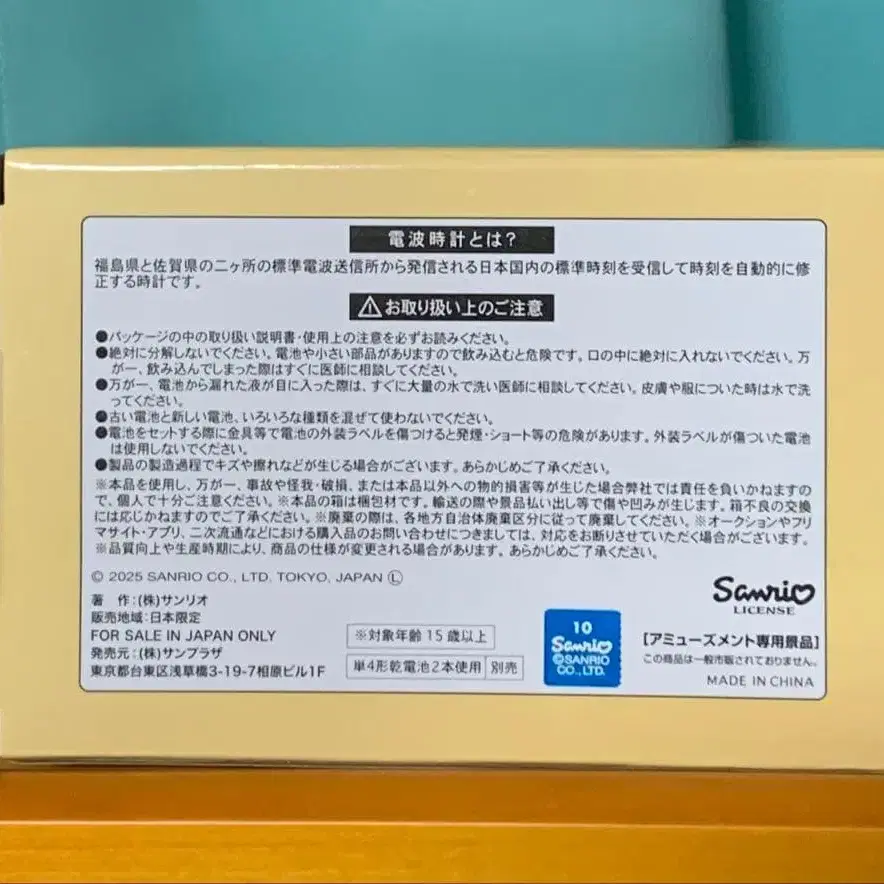 電波時計とは?
福島県と佐賀県の二ヶ所の標準電波送信所から発信される日本国内の標準時刻を受信して時刻を自動的に修
正する時計です。
⚠お取り扱い上のご注意
●パッケージの中の取り扱い説明書・使用上の注意を必ずお読みください。
●絶対に分解しないでください。電池や小さい部品がありますので飲み込むと危険です。口の中に絶対に入れないでください。万
が一、飲み込んでしまった際はすぐに医師に相談してください。
●万が一、電池から漏れた液が目に入った際は、すぐに大量の水で洗い医師に相談してください。皮膚や服についた時は水で洗
ってください。
●古い電池と新しい電池、いろいろな種類を混ぜて使わないでください。
●電池をセットする際に金具等で電池の外装ラベルを傷つけると発煙・ショート等の危険があります。外装ラベルが傷ついた電池
は使用しないでください。
●製品の製造過程でキズや擦れなどが生じる場合がございます。あらかじめご了承ください。
※本品を使用し、万が一、事故や怪我・破損、または本品以外への物的損害等が生じた場合弊社では責任を負いかねますの
で、個人で十分ご注意ください。※本品の箱は梱包材です。輸送の際や景品払い出し等で傷や凹みが生じます。箱不良の交換
には応じかねますのでご了承ください。※廃棄の際は、各地方自治体廃棄区分に従って廃棄してください。※オークションやフリ
マサイト・アプリ、二次流通などにおける購入品のお問い合わせにつきましては、対応をお断りさせていただく場合がございます。
※品質向上や生産時期により、商品の仕様が変更される場合があります。あらかじめご了承ください。
© 2025 SANRIO CO., LTD. TOKYO, JAPAN Ⓛ
著 作:(株)サンリオ
販売地域:日本限定
FOR SALE IN JAPAN ONLY
発売元:(株)サンプラザ
東京都台東区浅草橋3-19-7相原ビル1F
※対象年齢15歳以上
単4形乾電池2本使用 別売
10
Sanrio
©SANRIO
CO., LTD.
Sanrio
LICENSE
【アミューズメント専用景品】
この商品は一般市販されておりません。
MADE IN CHINA